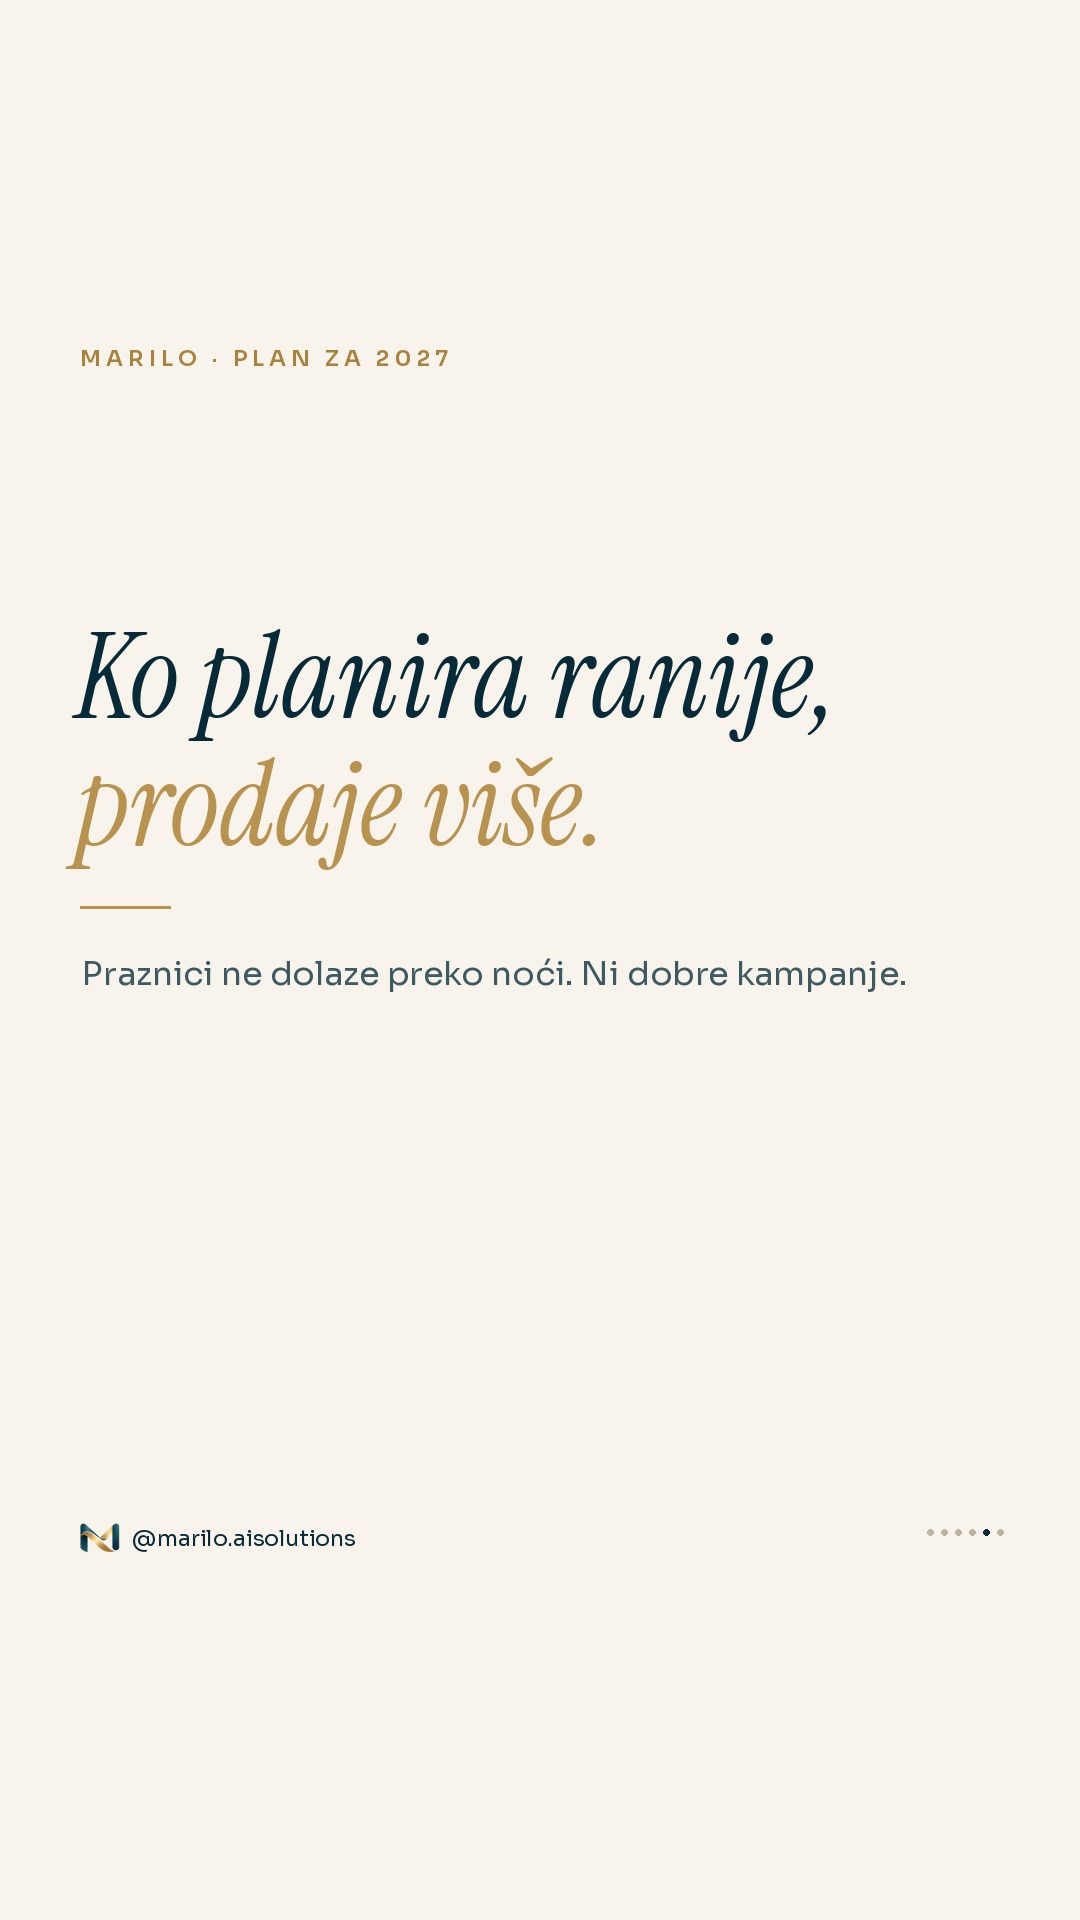 MARILO · PLAN ZA 2027
Ko planira ranije,
prodaje više.
Praznici ne dolaze preko noći. Ni dobre kampanje.
@marilo.aisolutions